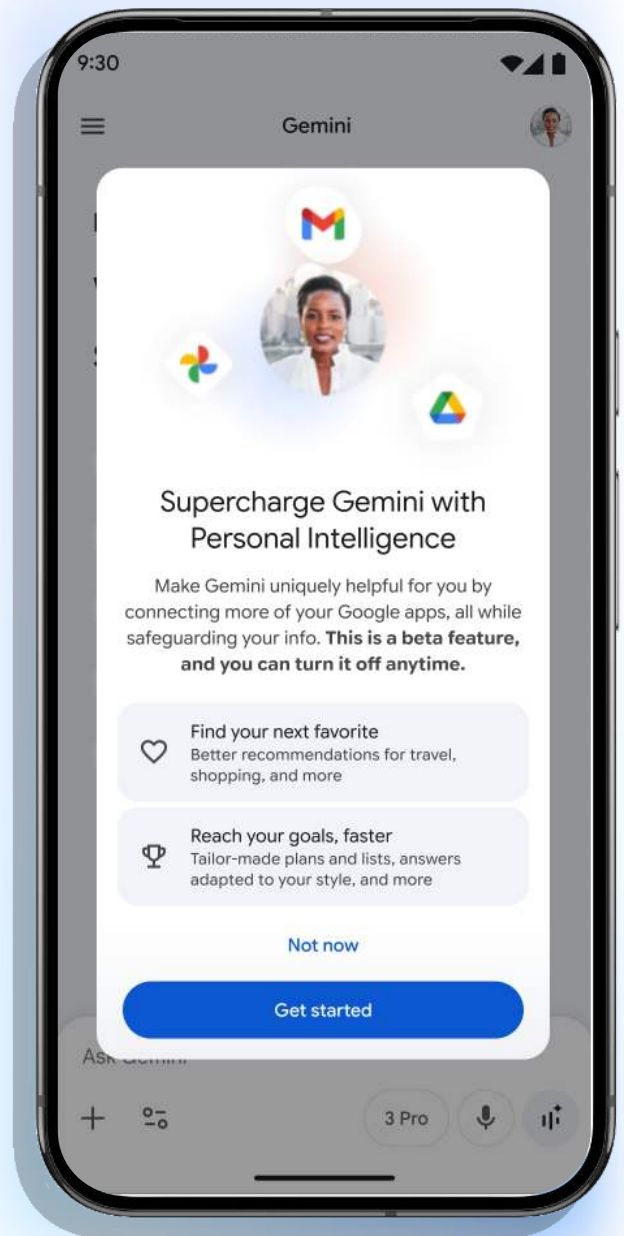 9:30
Gemini
Supercharge Gemini with
Personal Intelligence
Make Gemini uniquely helpful for you by
connecting more of your Google apps, all while
safeguarding your info. This is a beta feature,
and you can turn it off anytime.
Find your next favorite
Better recommendations for travel,
shopping, and more
Reach your goals, faster
Tailor-made plans and lists, answers
adapted to your style, and more
Not now
Get started
Ask Gemini
3 Pro